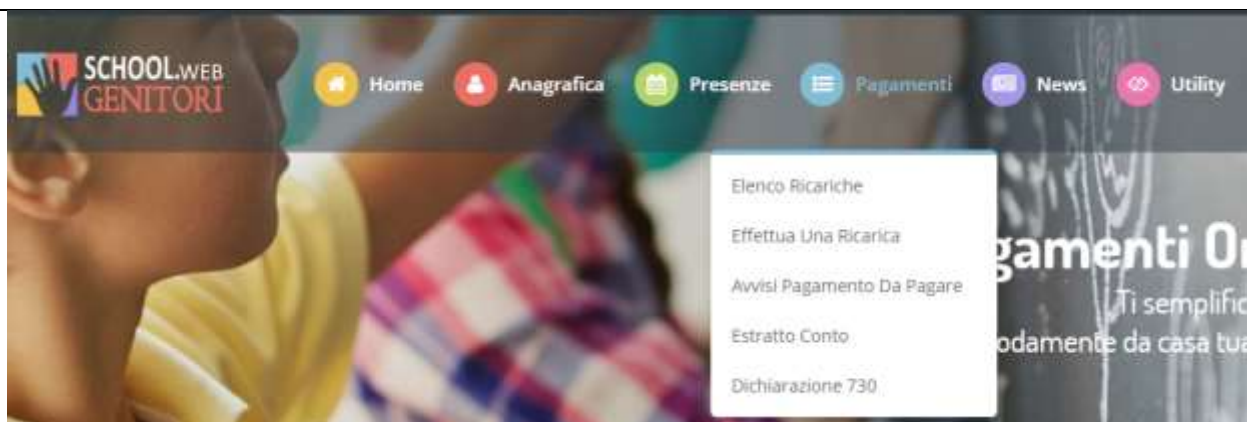 SCHOOL.WEB
GENITORI
Home
Anagrafica
Presenze
Pagamenti
News
Utility
Elenco Ricariche
Effettua Una Ricarica
Avvisi Pagamento Da Pagare
Estratto Conto
Dichiarazione 730
gamenti On
Ti semplific
odamente da casa tua